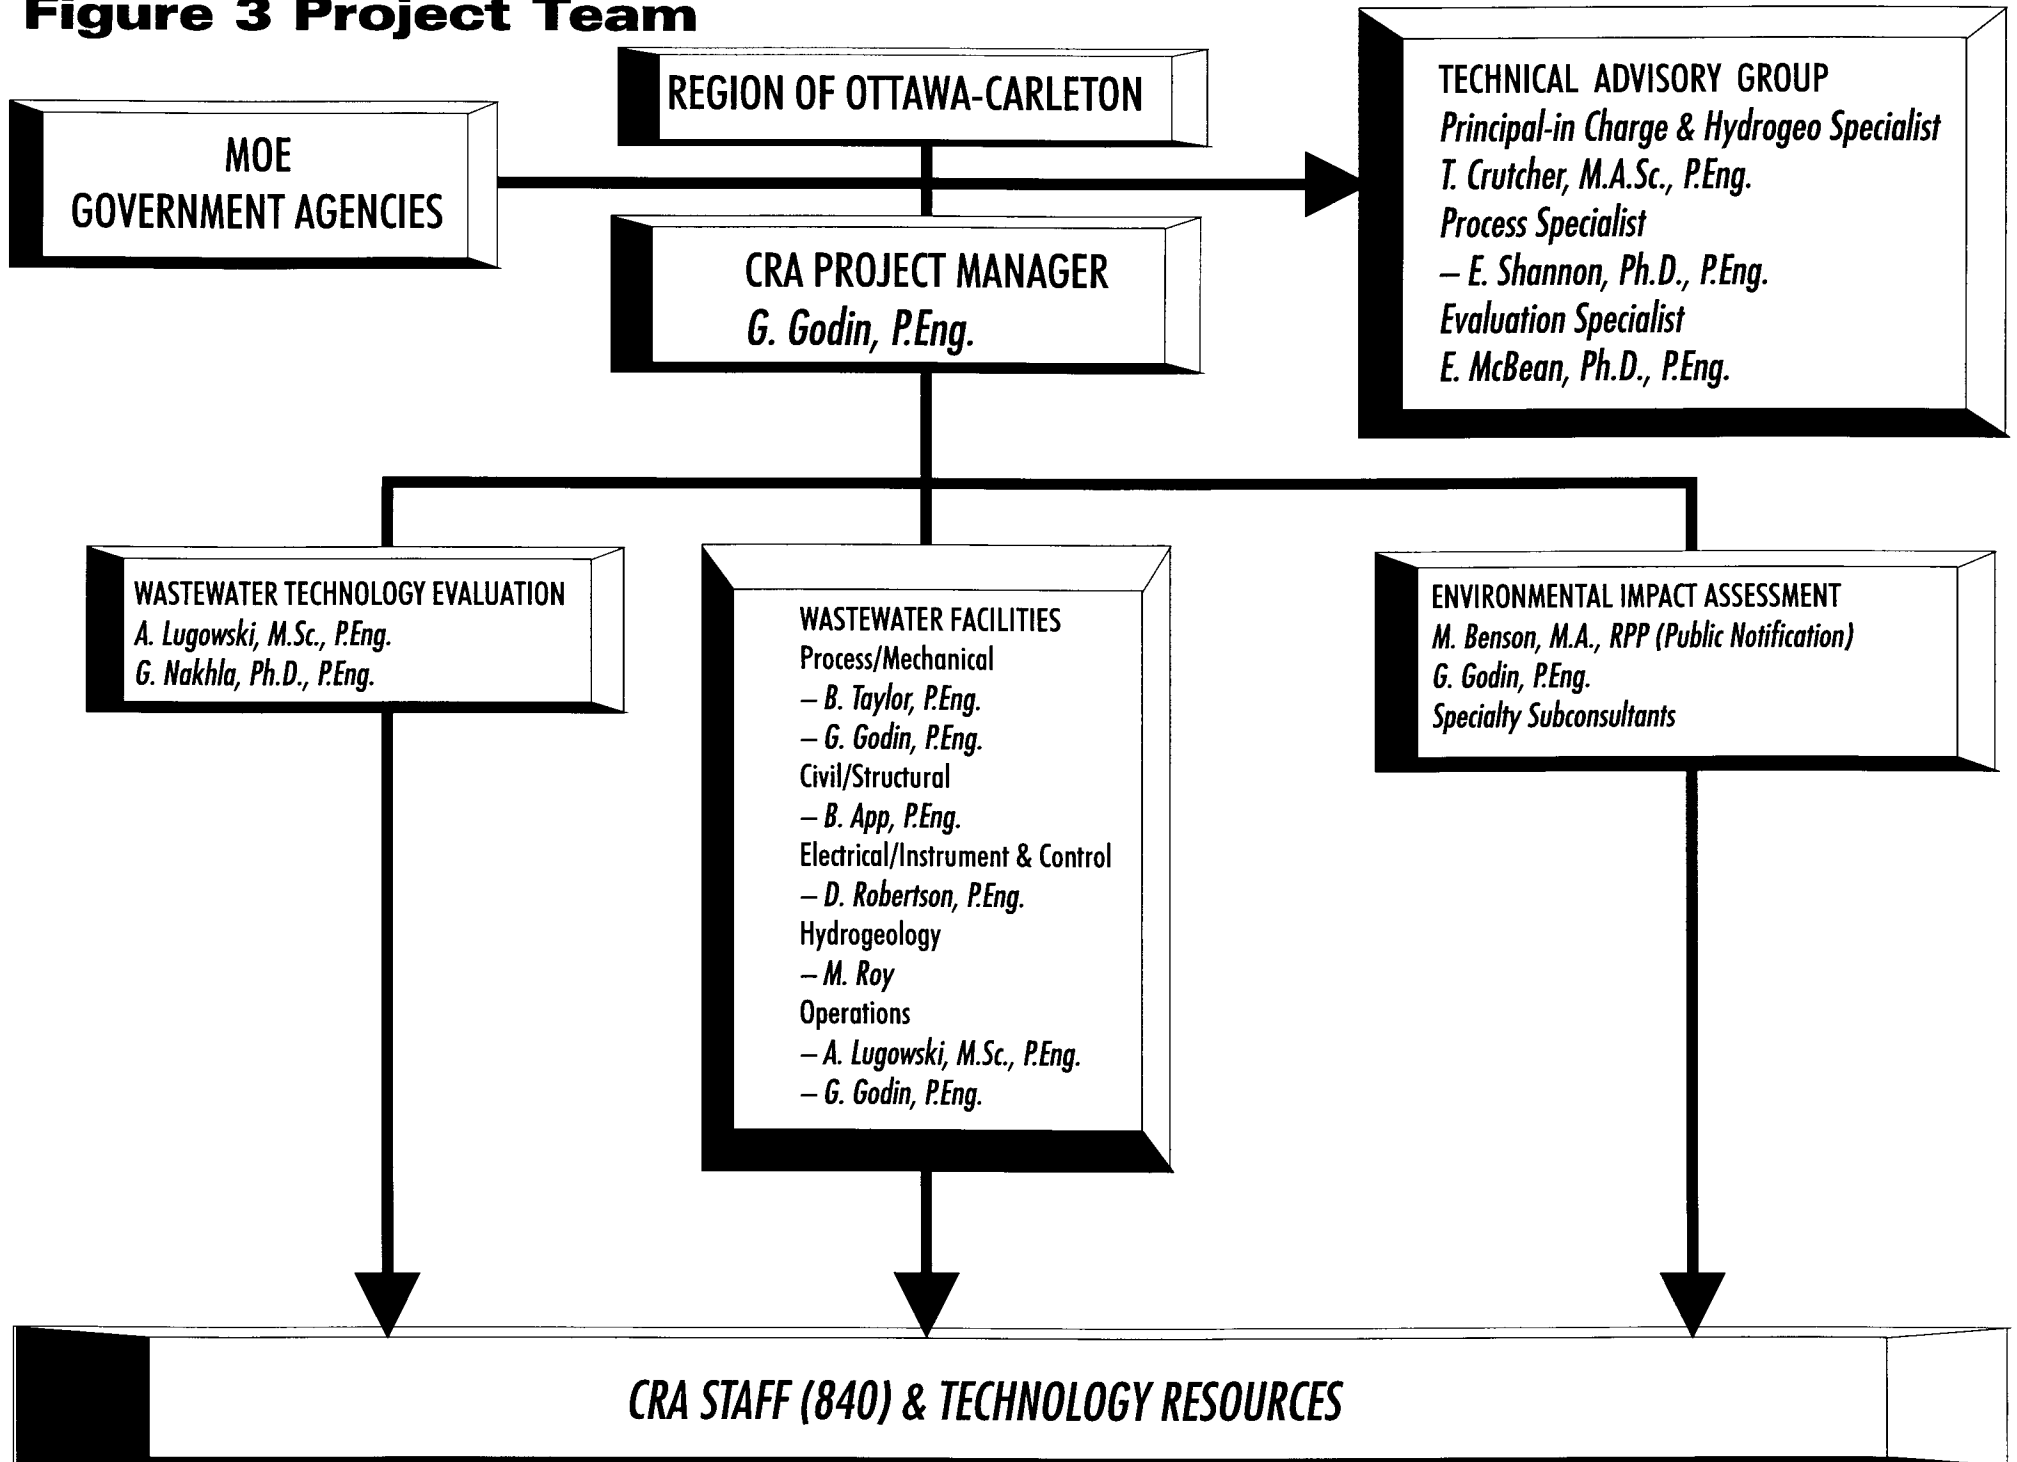 Figure 3 Project Team
REGION OF OTTAWA-CARLETON
MOE
GOVERNMENT AGENCIES
TECHNICAL ADVISORY GROUP
Principal-in Charge & Hydrogeo Specialist
T. Crutcher, M.A.Sc., P.Eng.
Process Specialist
– E. Shannon, Ph.D., P.Eng.
Evaluation Specialist
E. McBean, Ph.D., P.Eng.
CRA PROJECT MANAGER
G. Godin, P.Eng.
WASTEWATER TECHNOLOGY EVALUATION
A. Lugowski, M.Sc., P.Eng.
G. Nakhla, Ph.D., P.Eng.
WASTEWATER FACILITIES
Process/Mechanical
– B. Taylor, P.Eng.
– G. Godin, P.Eng.
Civil/Structural
– B. App, P.Eng.
Electrical/Instrument & Control
– D. Robertson, P.Eng.
Hydrogeology
– M. Roy
Operations
– A. Lugowski, M.Sc., P.Eng.
– G. Godin, P.Eng.
ENVIRONMENTAL IMPACT ASSESSMENT
M. Benson, M.A., RPP (Public Notification)
G. Godin, P.Eng.
Specialty Subconsultants
CRA STAFF (840) & TECHNOLOGY RESOURCES